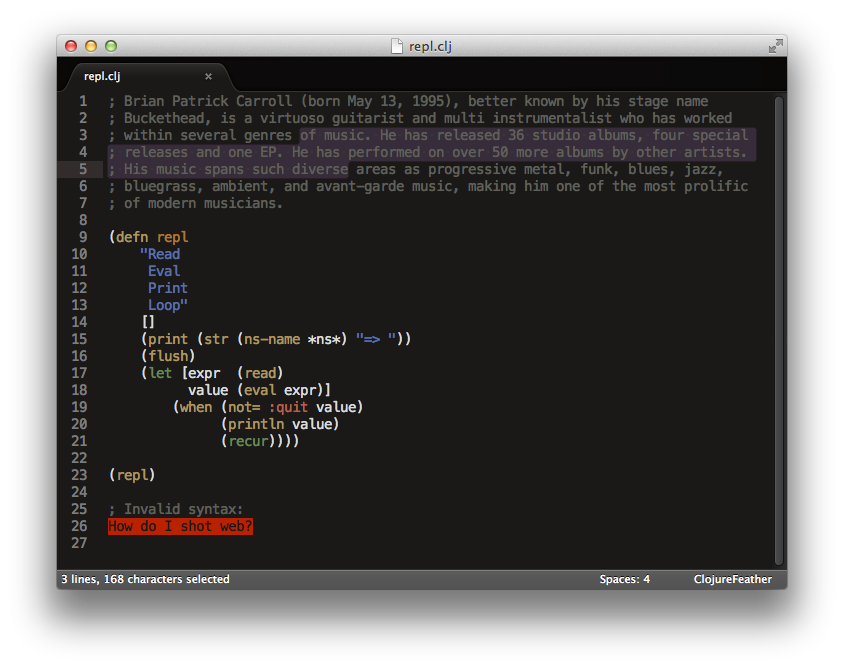 repl.clj
repl.clj ×
1 ; Brian Patrick Carroll (born May 13, 1995), better known by his stage name
2 ; Buckethead, is a virtuoso guitarist and multi instrumentalist who has worked
3 ; within several genres of music. He has released 36 studio albums, four special
4 ; releases and one EP. He has performed on over 50 more albums by other artists.
5 ; His music spans such diverse areas as progressive metal, funk, blues, jazz,
6 ; bluegrass, ambient, and avant-garde music, making him one of the most prolific
7 ; of modern musicians.
8
9 (defn repl
10     "Read
11      Eval
12      Print
13      Loop"
14     []
15     (print (str (ns-name *ns*) "=> "))
16     (flush)
17     (let [expr  (read)
18           value (eval expr)]
19         (when (not= :quit value)
20               (println value)
21               (recur))))
22
23 (repl)
24
25 ; Invalid syntax:
26 How do I shot web?
27
3 lines, 168 characters selected Spaces: 4 ClojureFeather